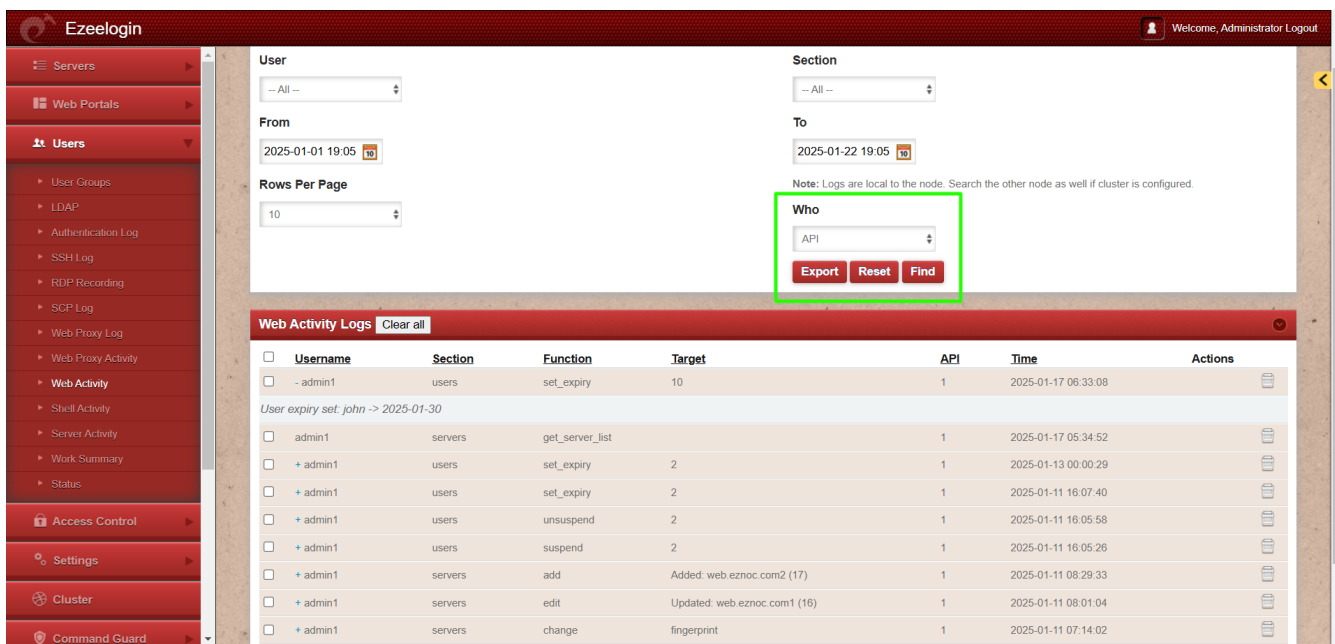 Ezeelogin
Welcome, Administrator Logout
Servers
Web Portals
Users
User Groups
LDAP
Authentication Log
SSH Log
RDP Recording
SCP Log
Web Proxy Log
Web Proxy Activity
Web Activity
Shell Activity
Server Activity
Work Summary
Status
Access Control
Settings
Cluster
Command Guard
User
Section
-- All --
-- All --
From
To
2025-01-01 19:05 10
2025-01-22 19:05 10
Rows Per Page
Note: Logs are local to the node. Search the other node as well if cluster is configured.
10
Who
API
Export Reset Find
Web Activity Logs Clear all
Username Section Function Target API Time Actions
- admin1 users set_expiry 10 1 2025-01-17 06:33:08
User expiry set: john -> 2025-01-30
admin1 servers get_server_list 1 2025-01-17 05:34:52
+ admin1 users set_expiry 2 1 2025-01-13 00:00:29
+ admin1 users set_expiry 2 1 2025-01-11 16:07:40
+ admin1 users unsuspend 2 1 2025-01-11 16:05:58
+ admin1 users suspend 2 1 2025-01-11 16:05:26
+ admin1 servers add Added: web.eznoc.com2 (17) 1 2025-01-11 08:29:33
+ admin1 servers edit Updated: web.eznoc.com1 (16) 1 2025-01-11 08:01:04
+ admin1 servers change fingerprint 1 2025-01-11 07:14:02